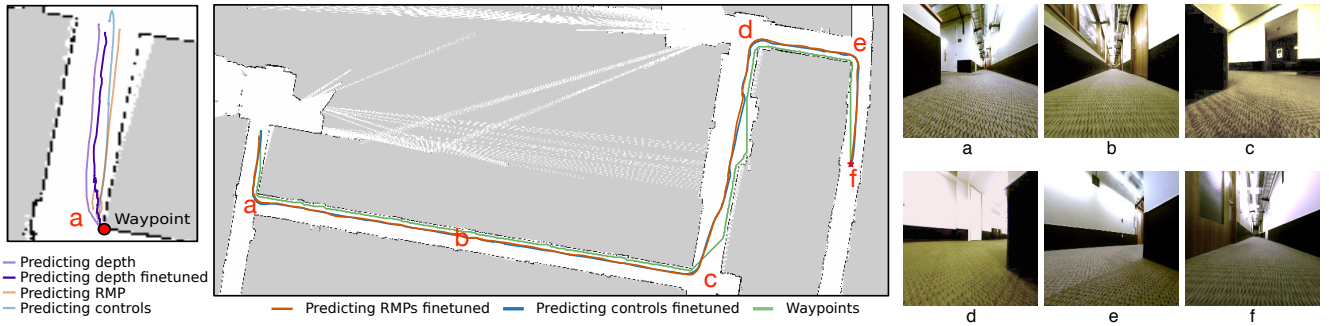 a
Waypoint
Predicting depth
Predicting depth finetuned
Predicting RMP
Predicting controls
a
b
c
d
e
f
Predicting RMPs finetuned
Predicting controls finetuned
Waypoints
a
b
c
d
e
f